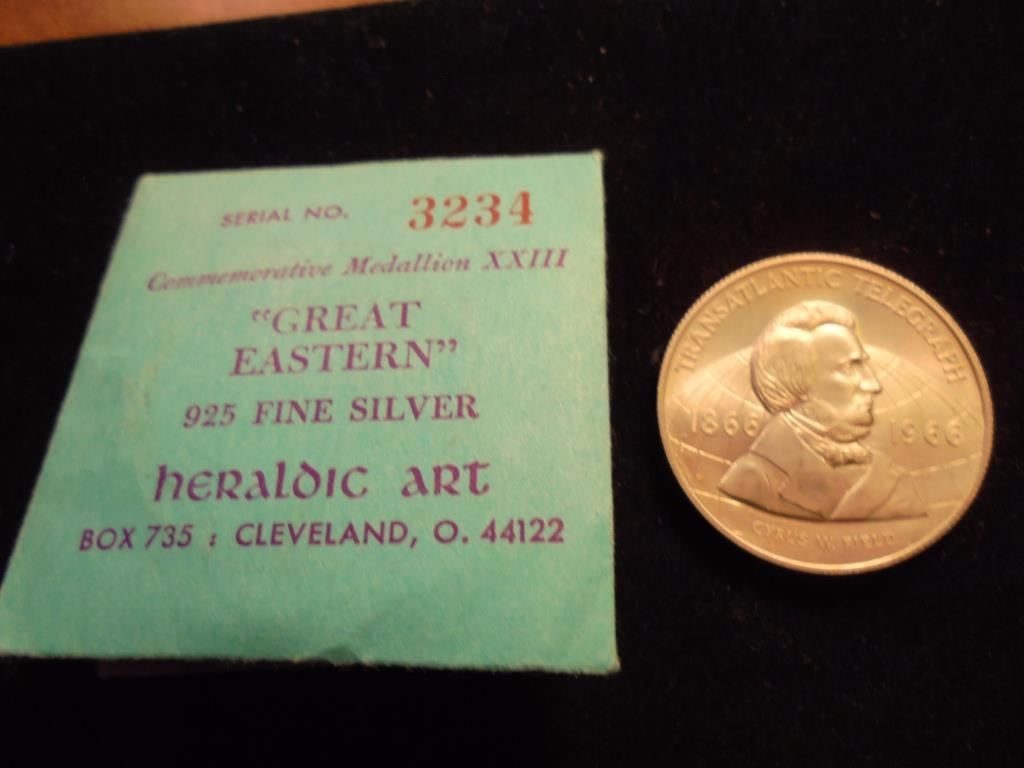 SERIAL NO. 3234
Commemorative Medallion XXIII
"GREAT
EASTERN"
925 FINE SILVER
heraldic art
BOX 735 : CLEVELAND, O. 44122
TRANSATLANTIC TELEGRAPH
1866 1966
CYRUS W. FIELD